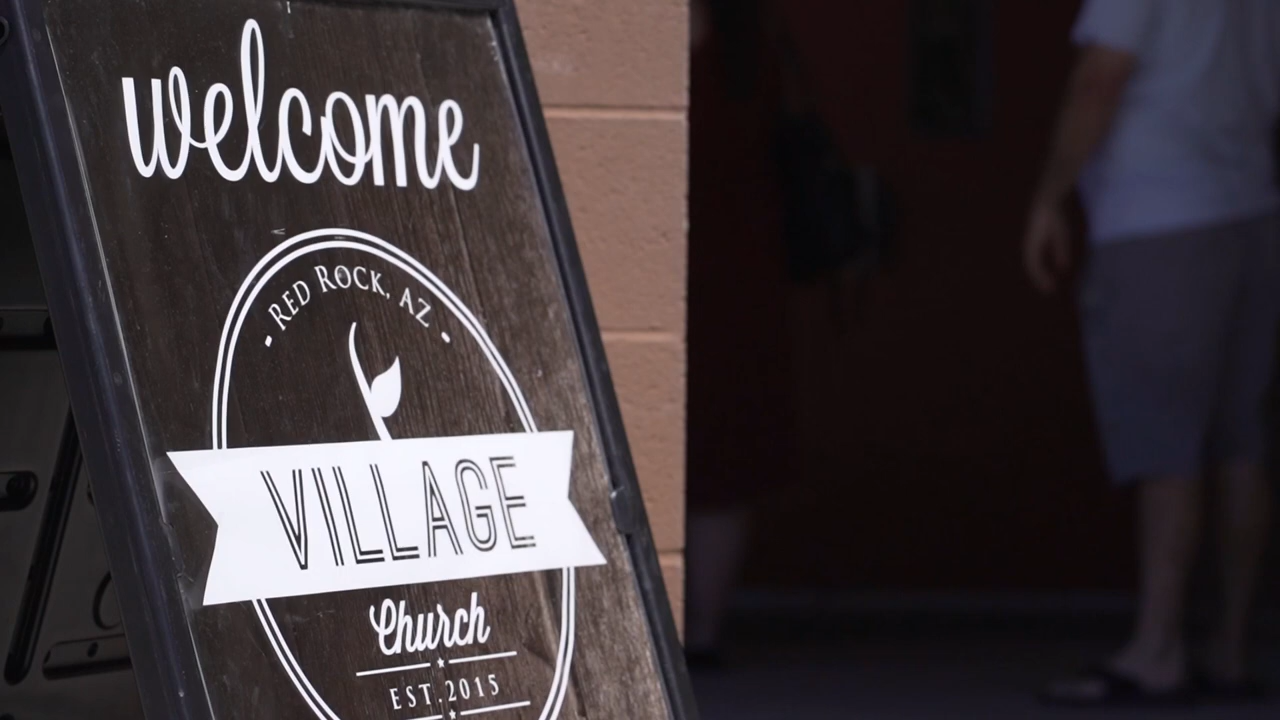 welcome
• RED ROCK, AZ •
VILLAGE
Church
EST. 2015